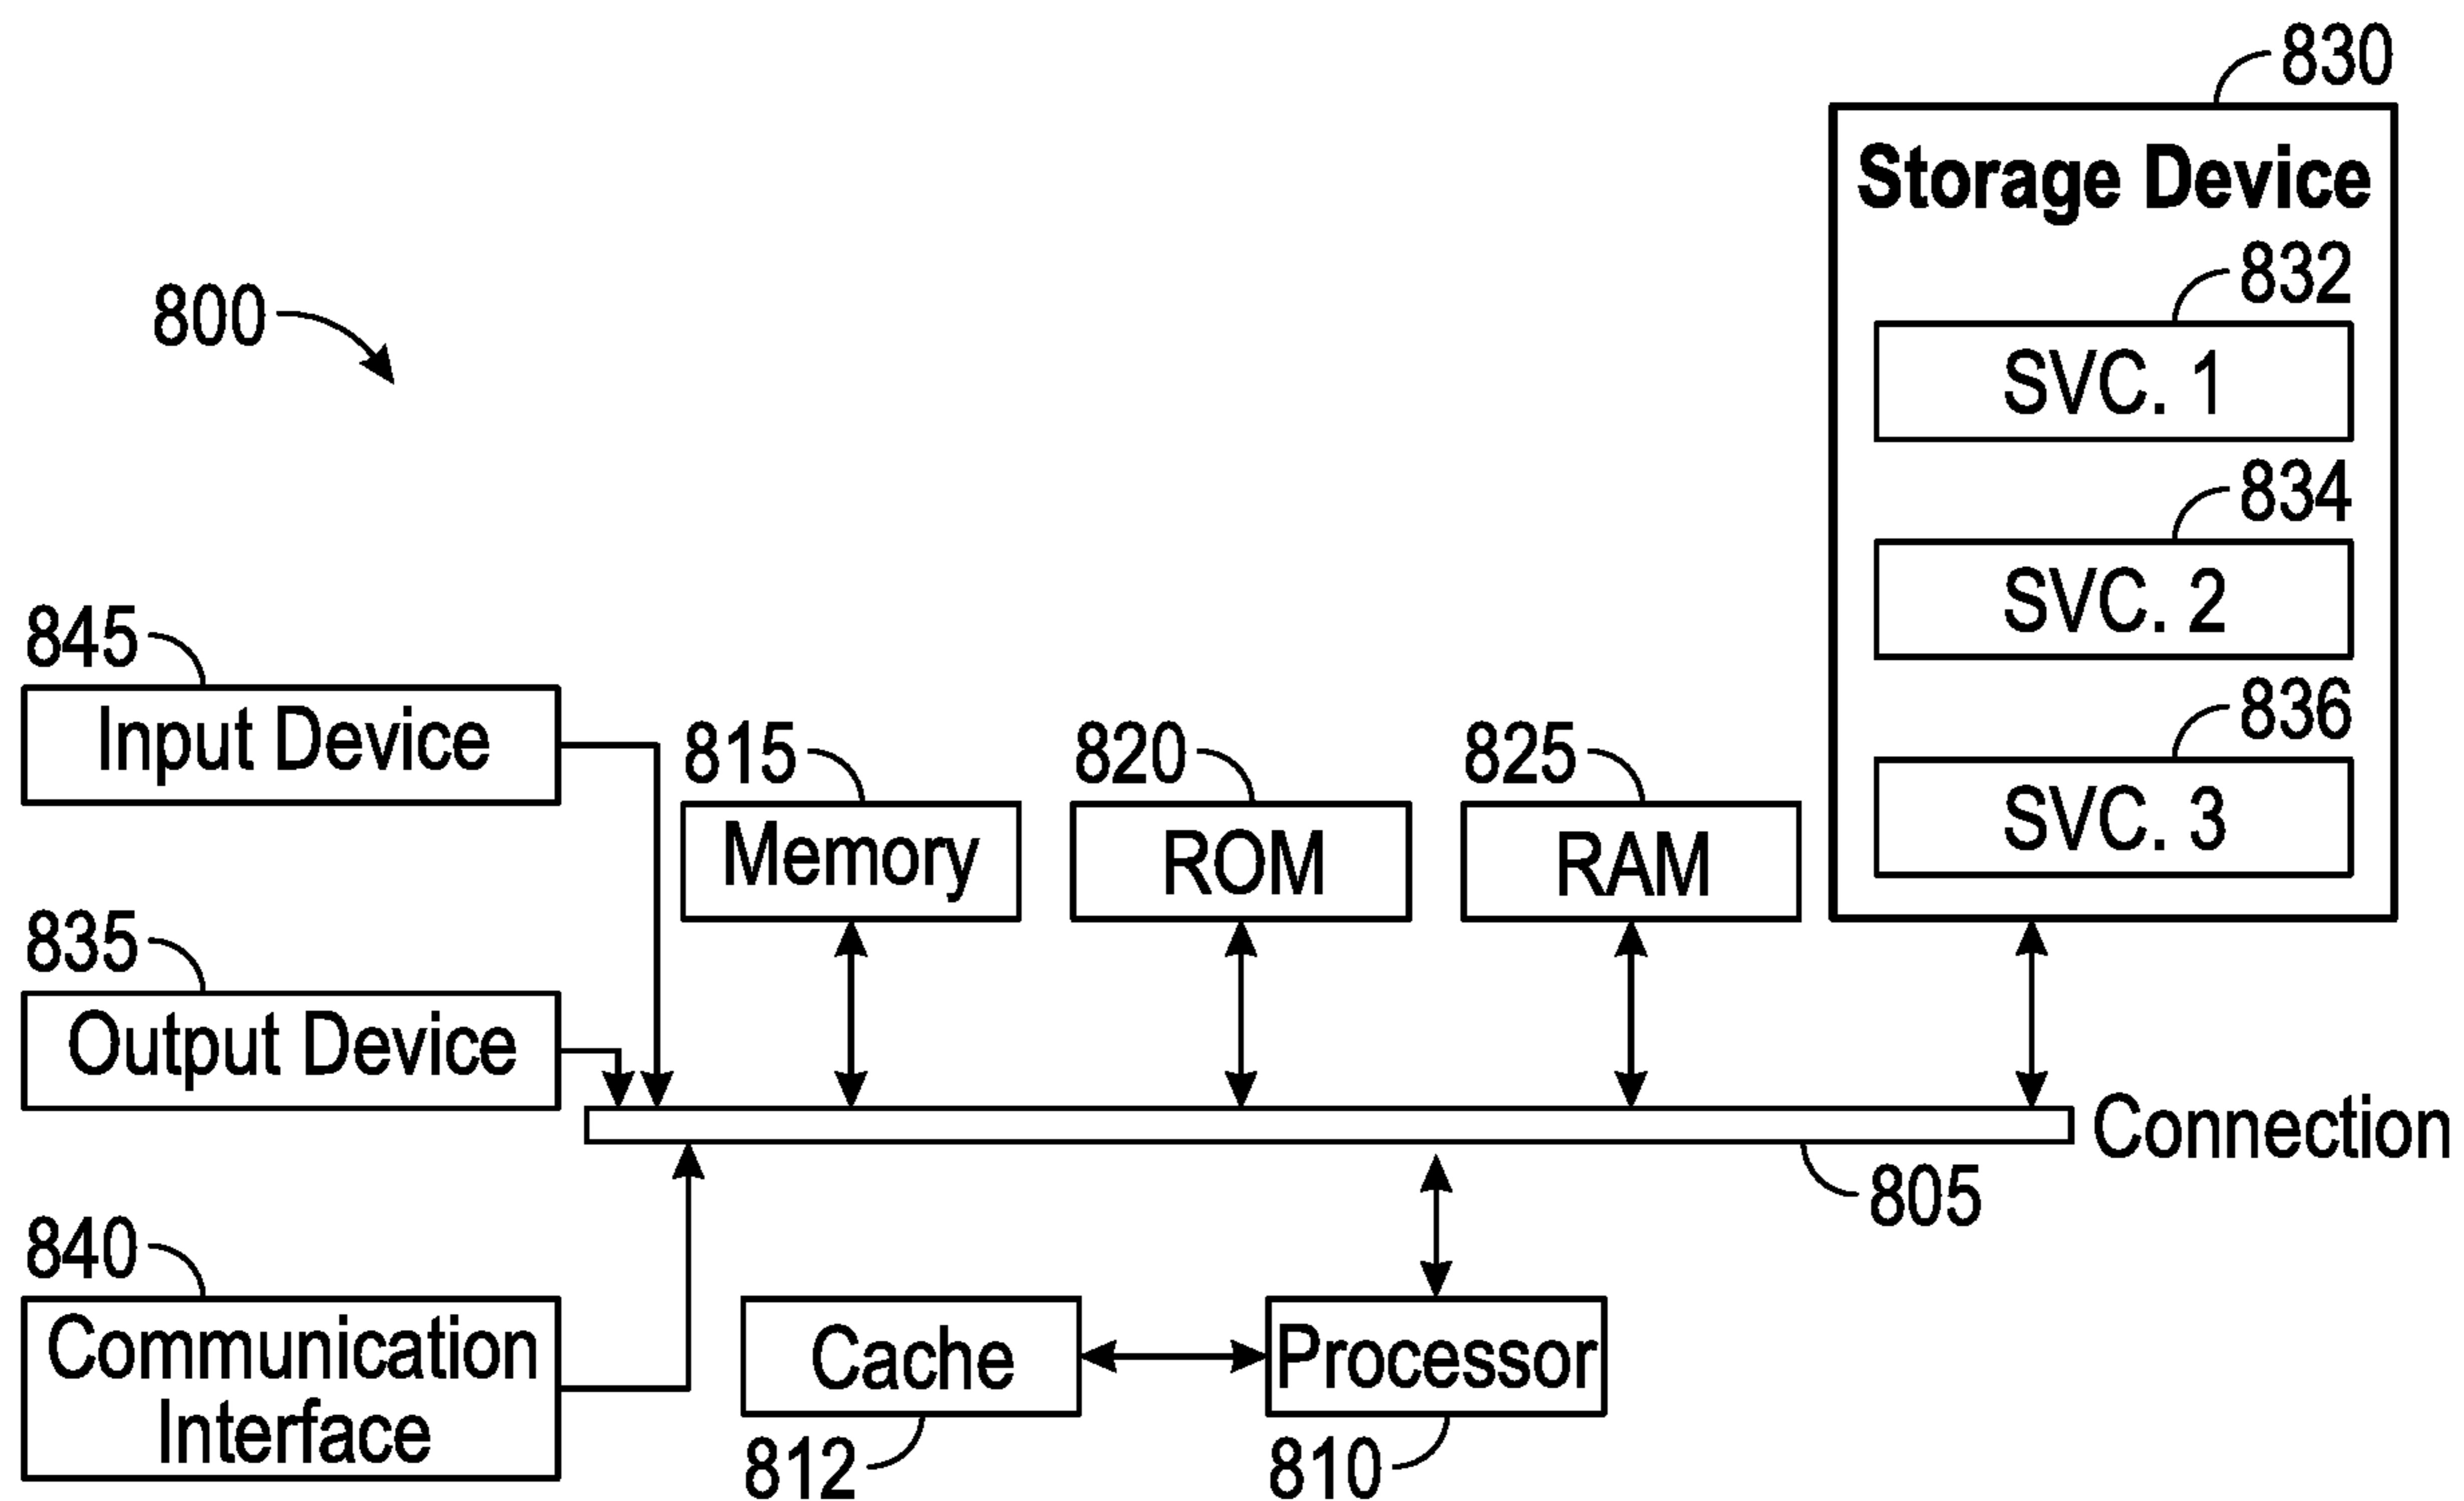 830
Storage Device
832
SVC. 1
800
834
SVC. 2
845
Input Device
836
SVC. 3
815
Memory
820
ROM
825
RAM
835
Output Device
Connection
805
840
Communication
Interface
Cache
812
Processor
810